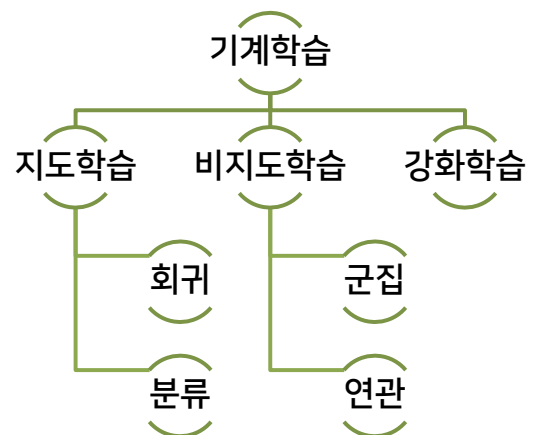 기계학습
지도학습
비지도학습
강화학습
회귀
군집
분류
연관